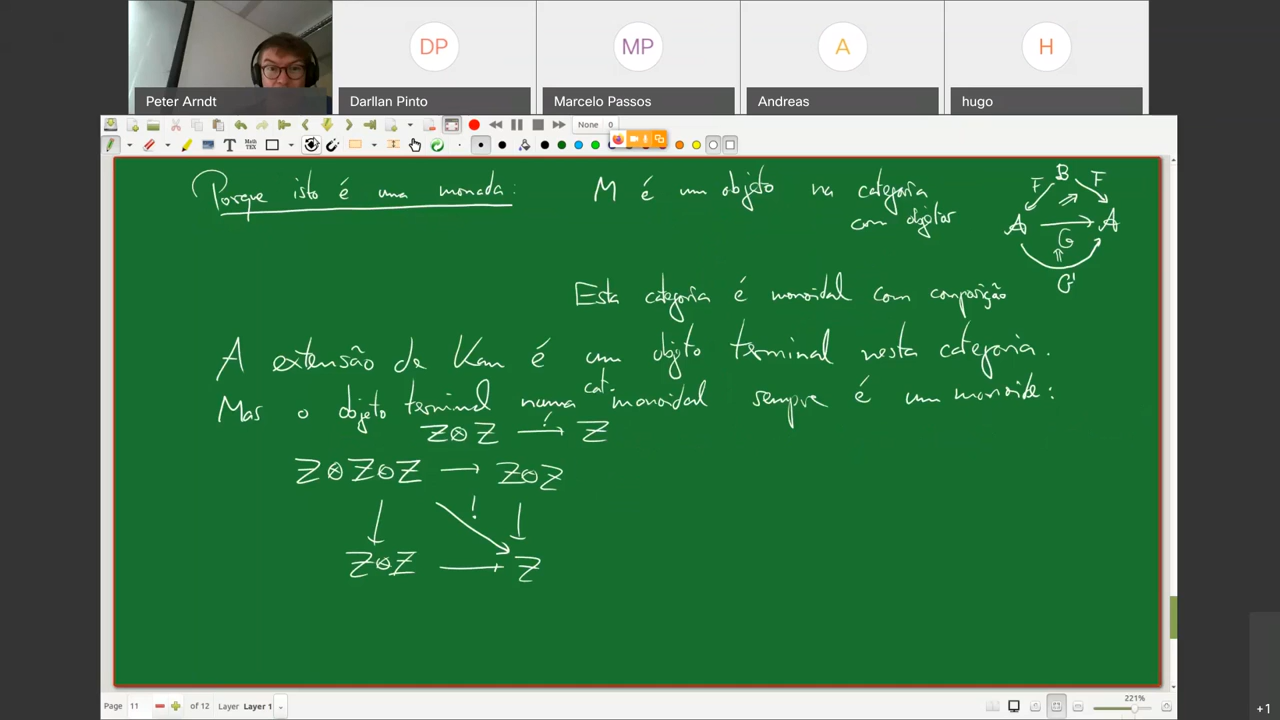 DP
MP
A
H
Peter Arndt
Darllan Pinto
Marcelo Passos
Andreas
hugo
None 0
T
Math TEX
Porque isto é uma monada:
M é um objeto na categoria
com objetos
B
F F
A → A
G
G'
Esta categoria é monoidal com composição
A extensão de Kan é um objeto terminal nesta categoria.
Mas o objeto terminal numa cat. monoidal sempre é um monoide:
Z⊗Z → Z
!
Z⊗Z⊗Z → Z⊗Z
!
Z⊗Z → Z
Page 11 of 12 Layer Layer 1
221%
+1